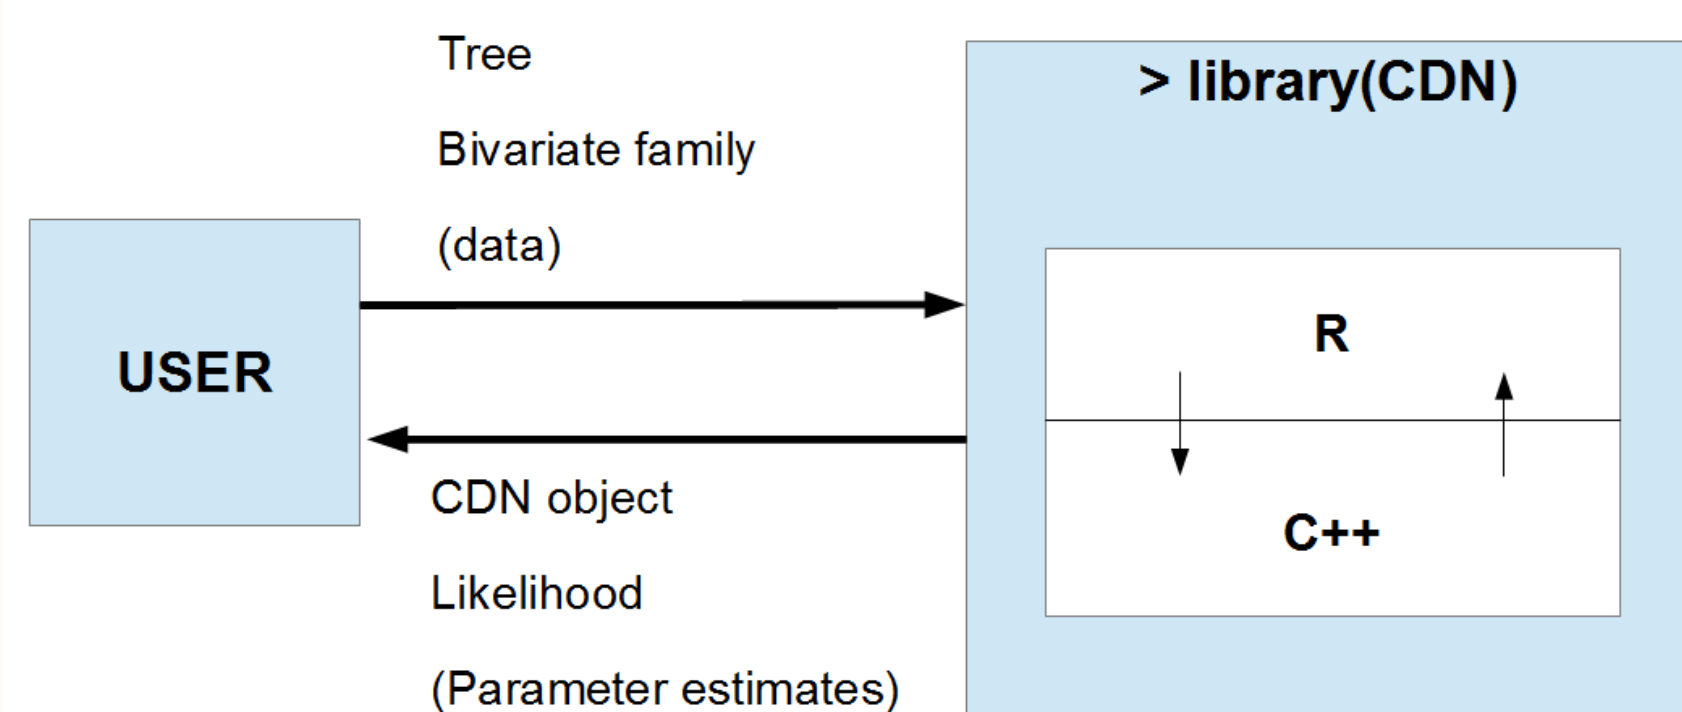 Tree
Bivariate family
(data)
> library(CDN)
USER
R
C++
CDN object
Likelihood
(Parameter estimates)